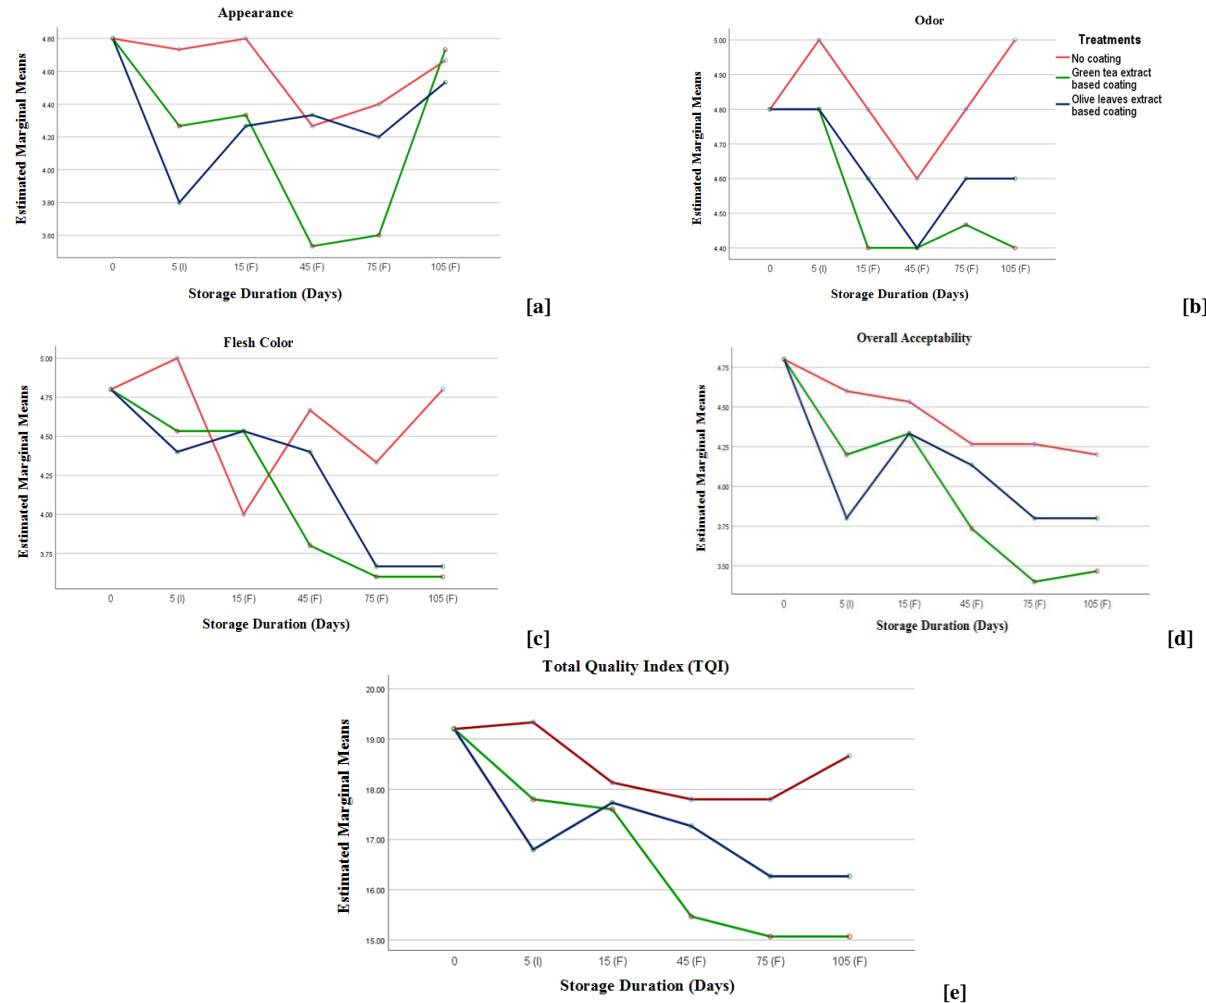 Appearance
Estimated Marginal Means
4.80
4.60
4.40
4.20
4.00
3.80
3.60
0 5 (I) 15 (F) 45 (F) 75 (F) 105 (F)
Storage Duration (Days)
[a]
Odor
Estimated Marginal Means
5.00
4.90
4.80
4.70
4.60
4.50
4.40
0 5 (I) 15 (F) 45 (F) 75 (F) 105 (F)
Storage Duration (Days)
Treatments
No coating
Green tea extract
based coating
Olive leaves extract
based coating
[b]
Flesh Color
Estimated Marginal Means
5.00
4.75
4.50
4.25
4.00
3.75
0 5 (I) 15 (F) 45 (F) 75 (F) 105 (F)
Storage Duration (Days)
[c]
Overall Acceptability
Estimated Marginal Means
4.75
4.50
4.25
4.00
3.75
3.50
0 5 (I) 15 (F) 45 (F) 75 (F) 105 (F)
Storage Duration (Days)
[d]
Total Quality Index (TQI)
Estimated Marginal Means
20.00
19.00
18.00
17.00
16.00
15.00
0 5 (I) 15 (F) 45 (F) 75 (F) 105 (F)
Storage Duration (Days)
[e]